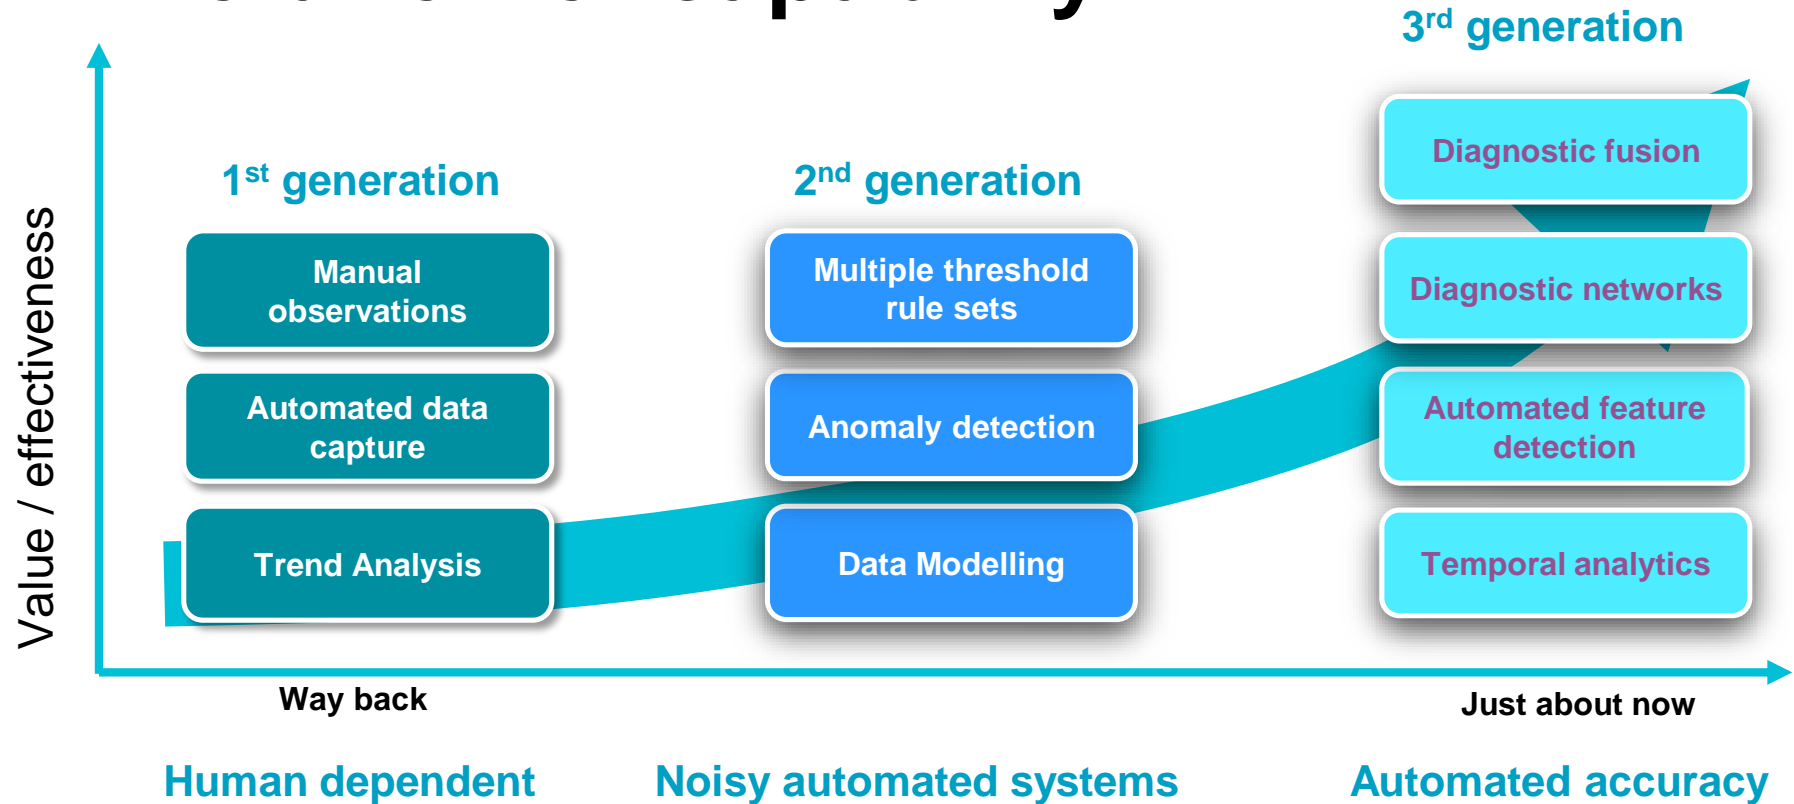 3rd generation
1st generation
2nd generation
Value / effectiveness
Manual
observations
Automated data
capture
Trend Analysis
Multiple threshold
rule sets
Anomaly detection
Data Modelling
Diagnostic fusion
Diagnostic networks
Automated feature
detection
Temporal analytics
Way back
Just about now
Human dependent
Noisy automated systems
Automated accuracy